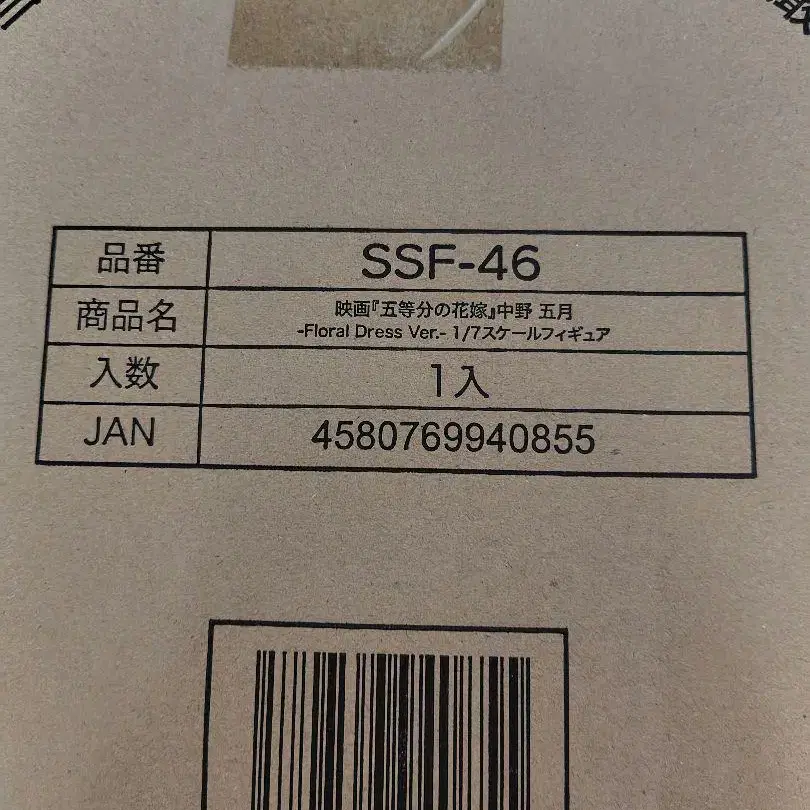 品番 SSF-46
商品名 映画『五等分の花嫁』中野 五月
-Floral Dress Ver.- 1/7スケールフィギュア
入数 1入
JAN 4580769940855